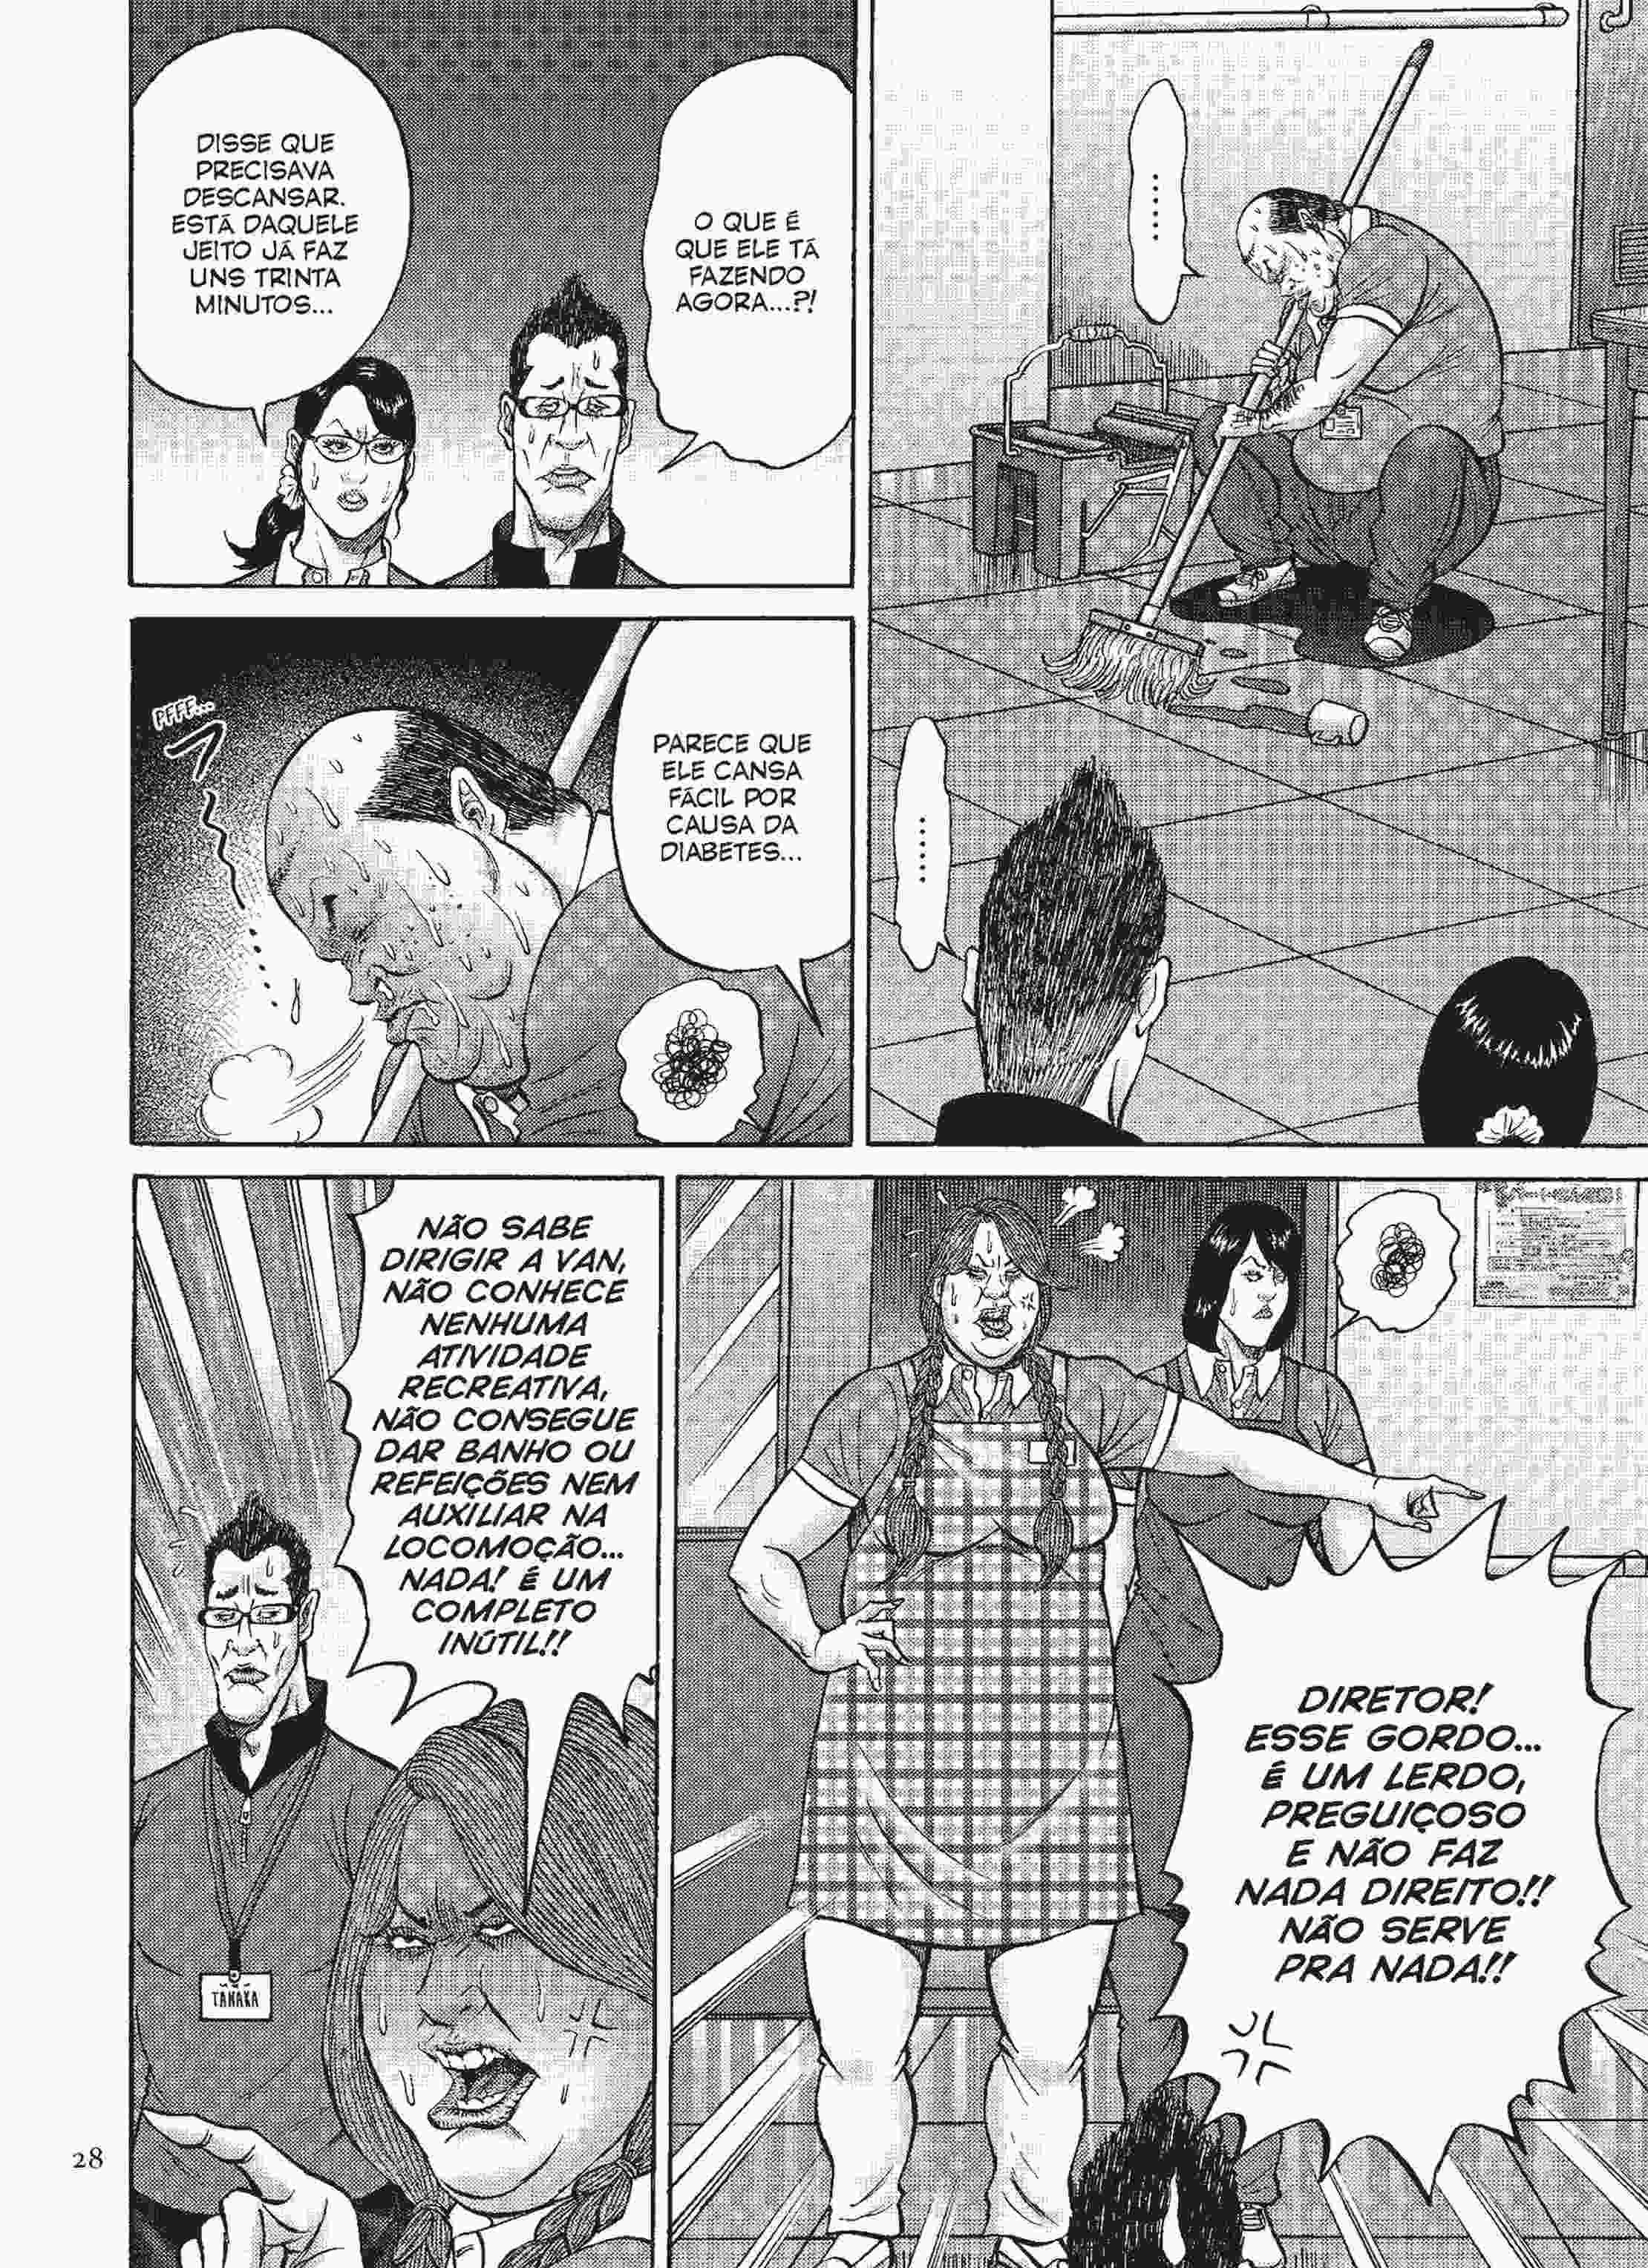 .......
.......
O QUE É
QUE ELE TÁ
FAZENDO
AGORA...?!
DISSE QUE
PRECISAVA
DESCANSAR.
ESTÁ DAQUELE
JEITO JÁ FAZ
UNS TRINTA
MINUTOS...
PARECE QUE
ELE CANSA
FÁCIL POR
CAUSA DA
DIABETES...
PFFF...
DIRETOR!
ESSE GORDO...
É UM LERDO,
PREGUIÇOSO
E NÃO FAZ
NADA DIREITO!!
NÃO SERVE
PRA NADA!!
NÃO SABE
DIRIGIR A VAN,
NÃO CONHECE
NENHUMA
ATIVIDADE
RECREATIVA,
NÃO CONSEGUE
DAR BANHO OU
REFEIÇÕES NEM
AUXILIAR NA
LOCOMOÇÃO...
NADA! É UM
COMPLETO
INÚTIL!!
TANAKA
28